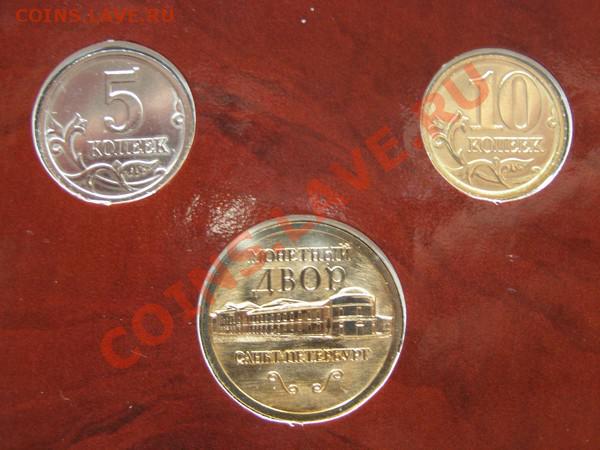 COINS.LAVE.RU
5
КОПЕЕК
10
КОПЕЕК
МОНЕТНЫЙ
ДВОР
САНКТ-ПЕТЕРБУРГ
COINS.LAVE.RU